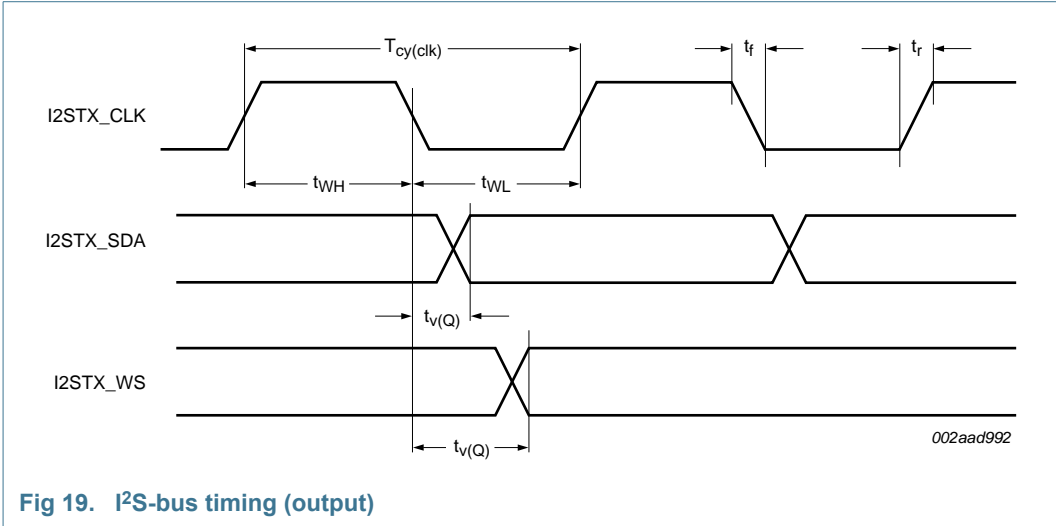 T_cy(clk)
t_f
t_r
I2STX_CLK
t_WH
t_WL
I2STX_SDA
t_v(Q)
I2STX_WS
t_v(Q)
002aad992
Fig 19. I²S-bus timing (output)